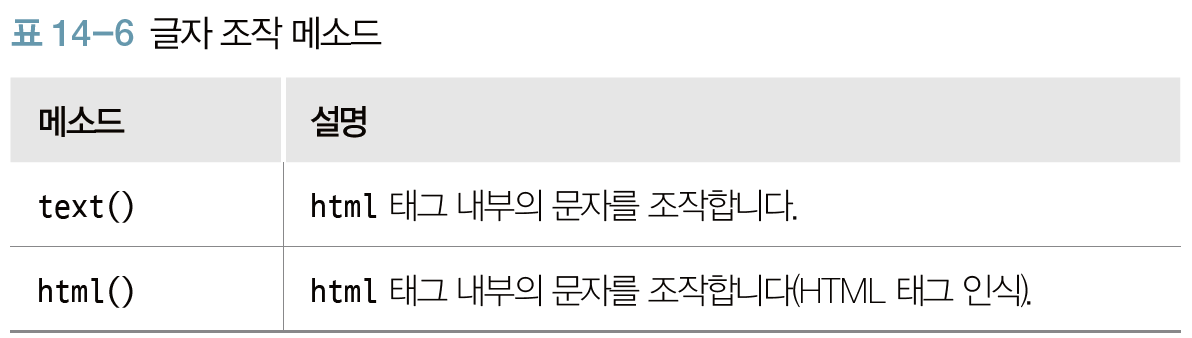 표 14-6 글자 조작 메소드
메소드 설명
text() html 태그 내부의 문자를 조작합니다.
html() html 태그 내부의 문자를 조작합니다(HTML 태그 인식).